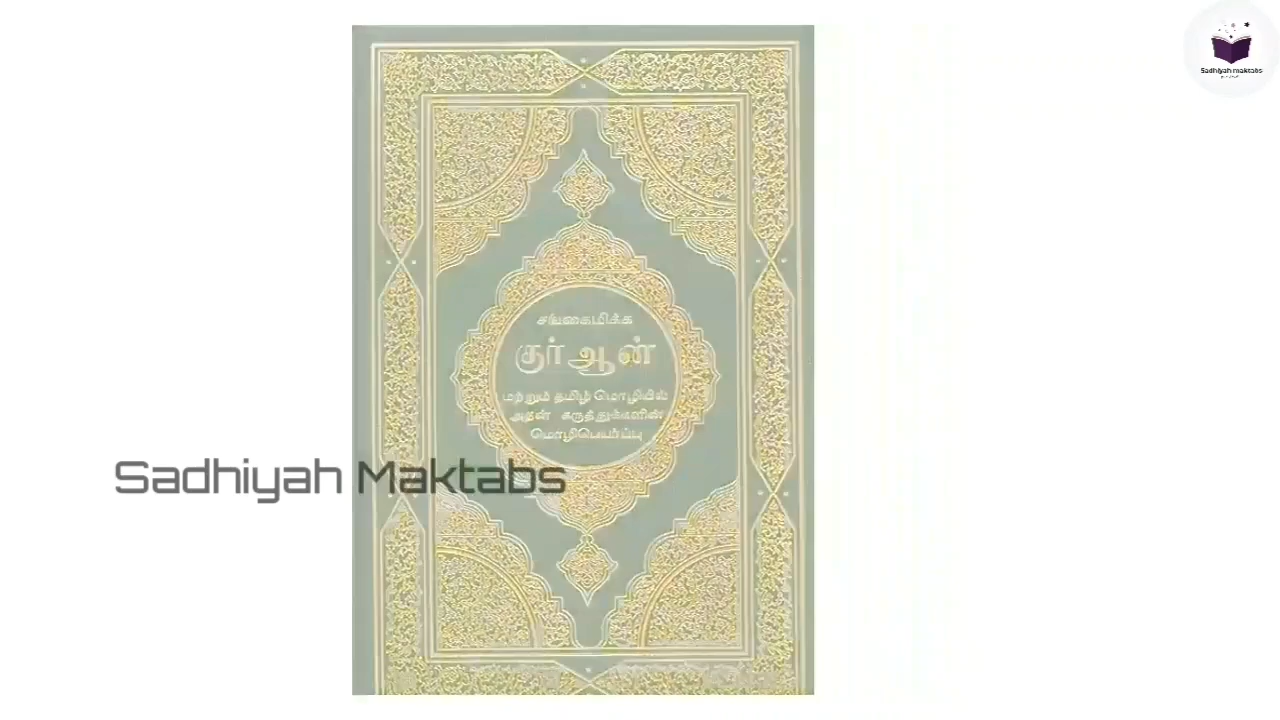 Sadhiyah maktabs
சங்கைமிக்க
குர்ஆன்
மற்றும் தமிழ் மொழியில்
அதன் கருத்துக்களின்
மொழிபெயர்ப்பு
Sadhiyah Maktabs